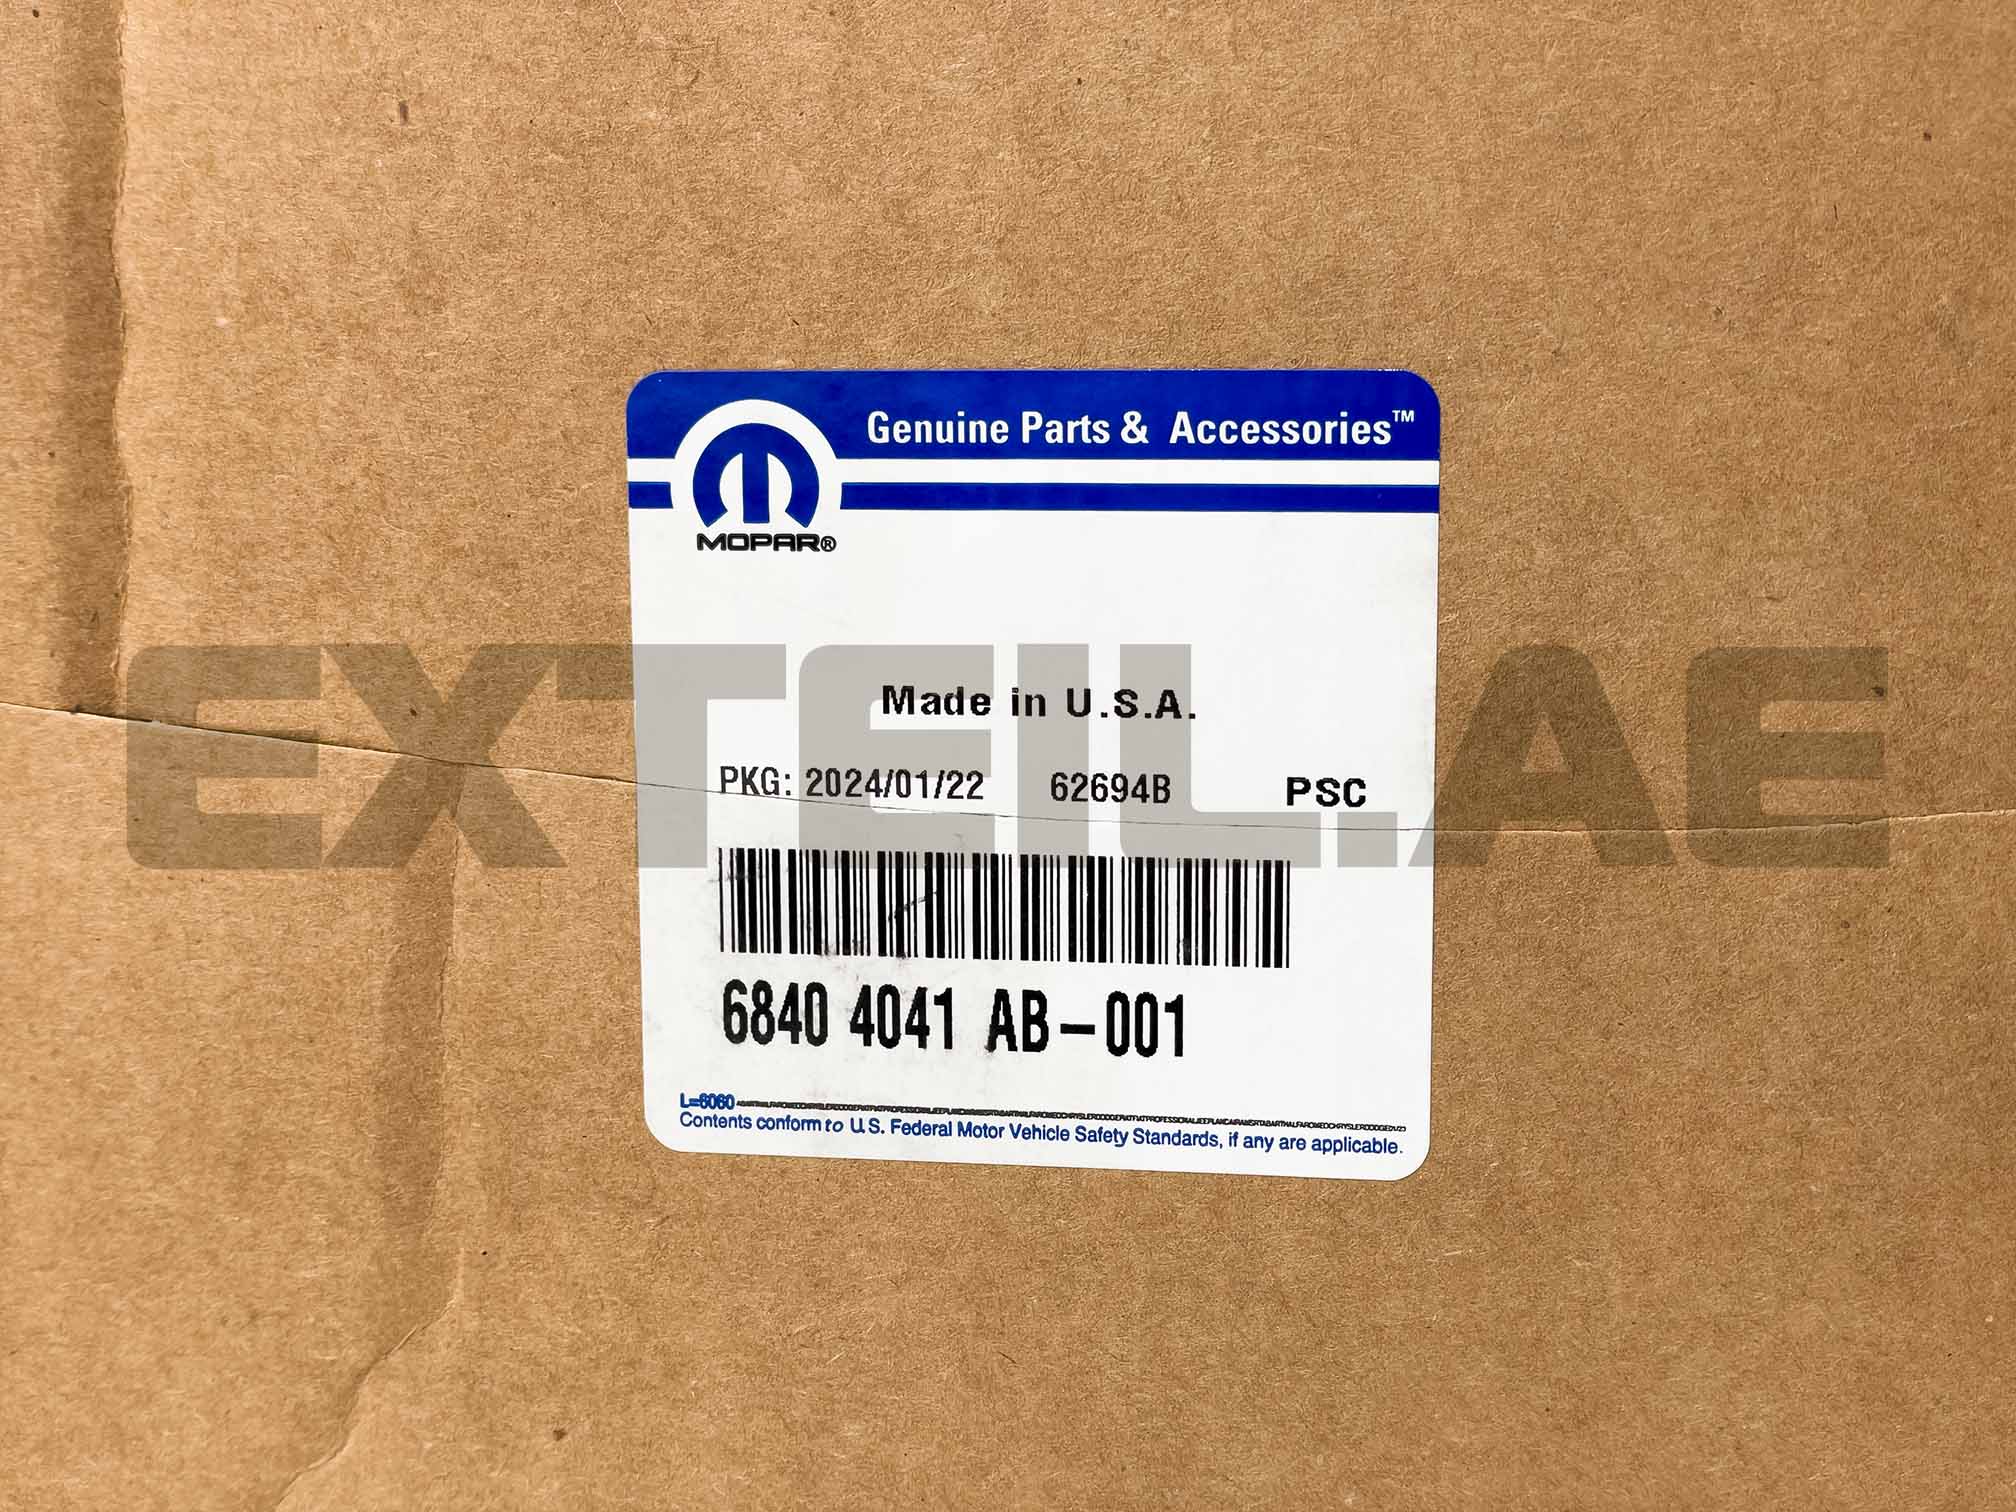 Genuine Parts & Accessories™
MOPAR®
EXTEIL.AE
Made in U.S.A.
PKG: 2024/01/22 62694B PSC
6840 4041 AB-001
L=6060
Contents conform to U.S. Federal Motor Vehicle Safety Standards, if any are applicable.